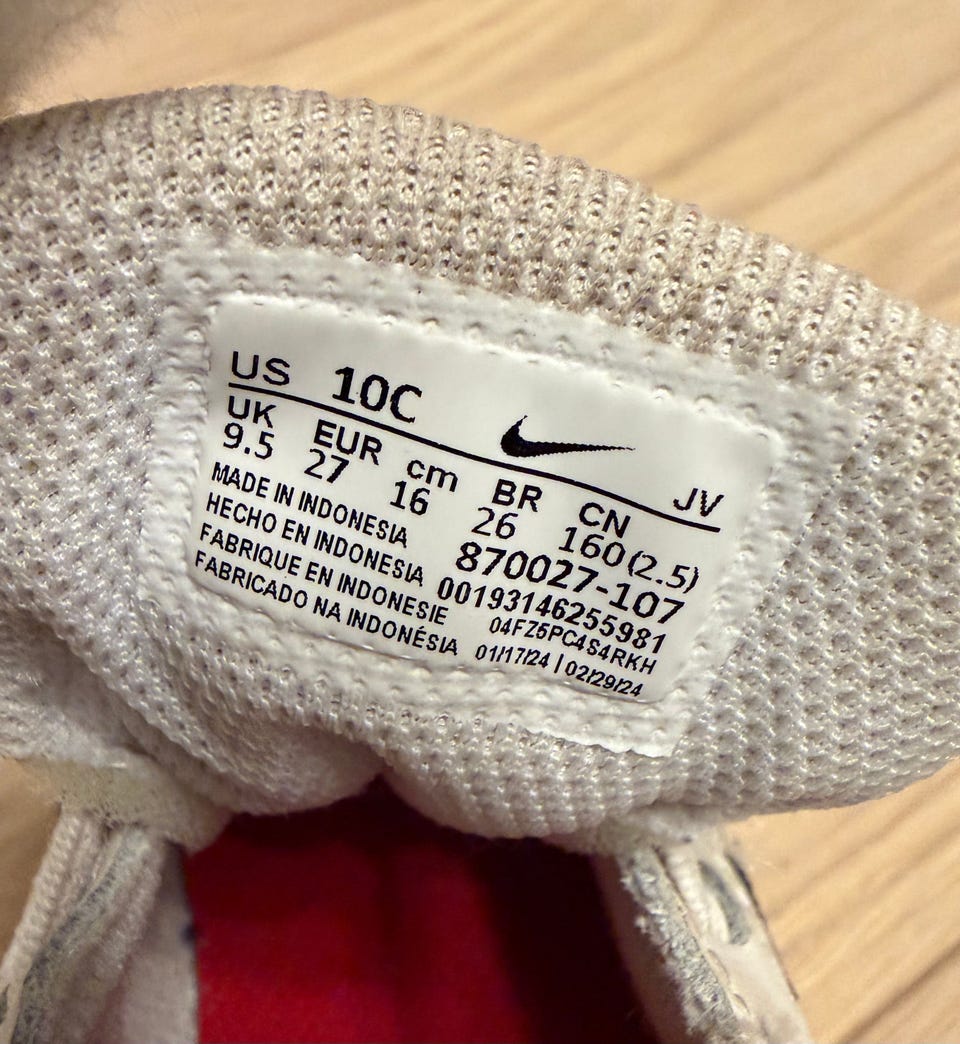 US 10C
UK EUR cm BR CN JV
9.5 27 16 26 160(2.5)
MADE IN INDONESIA 870027-107
HECHO EN INDONESIA 00193146255981
FABRIQUE EN INDONESIE 04FZ5PC4S4RKH
FABRICADO NA INDONÉSIA 01/17/24 | 02/29/24